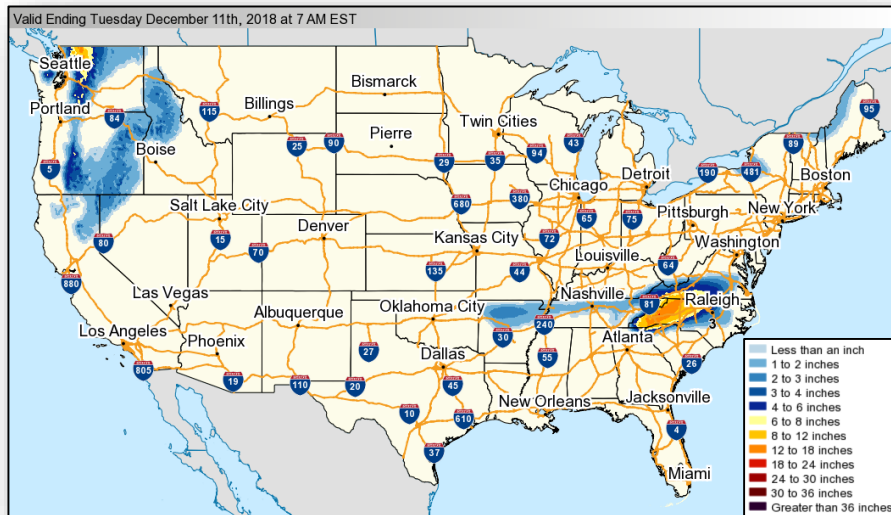 Valid Ending Tuesday December 11th, 2018 at 7 AM EST
Seattle
Portland
84
5
Boise
115
Billings
Bismarck
25
90
Pierre
Twin Cities
29
35
94
43
95
89
Boston
190
481
Detroit
Chicago
680
380
65
75
Pittsburgh
New York
Salt Lake City
80
15
70
Denver
Kansas City
72
Washington
Louisville
64
135
44
880
Las Vegas
Albuquerque
Oklahoma City
Nashville
81
Raleigh
3
Los Angeles
Phoenix
27
30
240
Atlanta
805
19
110
20
Dallas
45
55
26
10
610
New Orleans
Jacksonville
37
4
Miami
Less than an inch
1 to 2 inches
2 to 3 inches
3 to 4 inches
4 to 6 inches
6 to 8 inches
8 to 12 inches
12 to 18 inches
18 to 24 inches
24 to 30 inches
30 to 36 inches
Greater than 36 inches